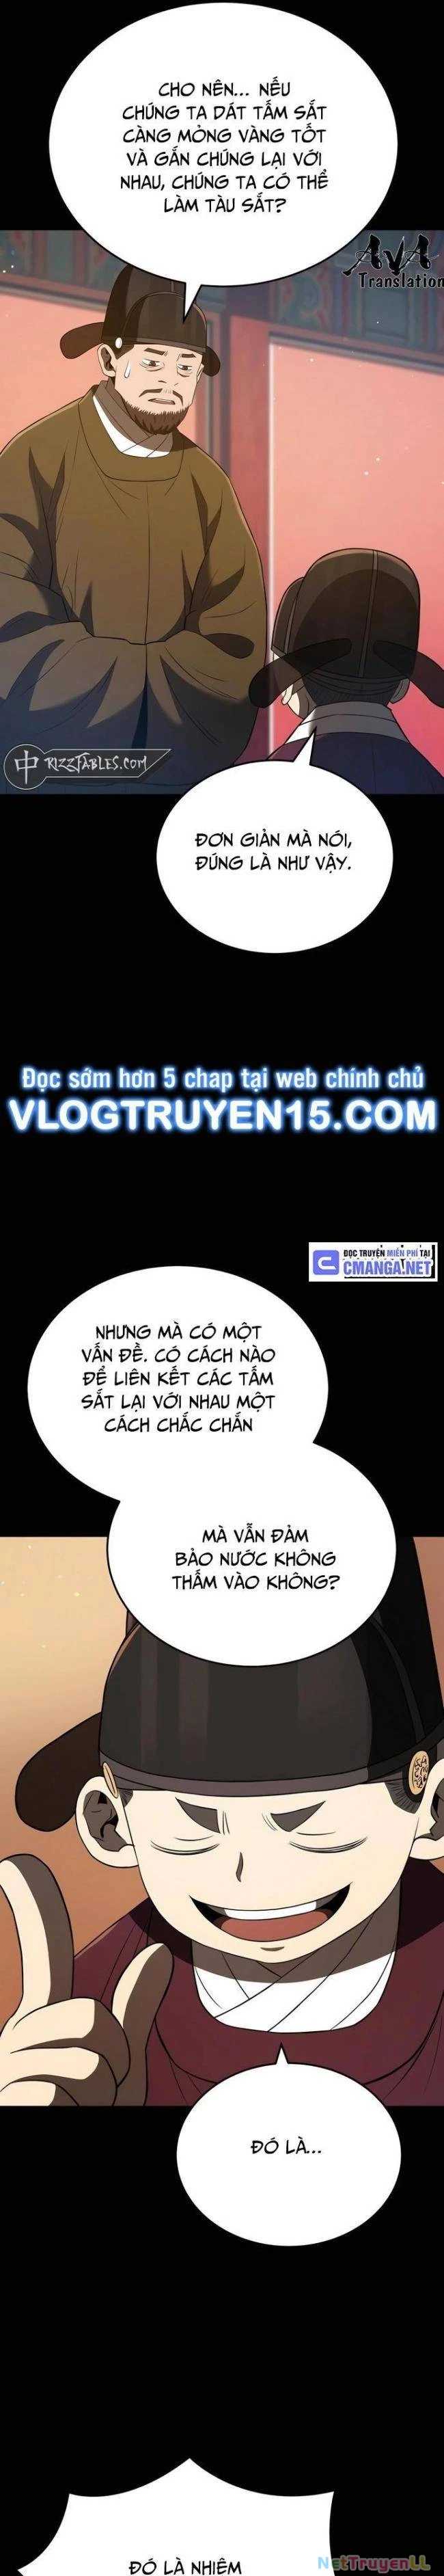 CHO NÊN... NẾU
CHÚNG TA DÁT TẤM SẮT
CÀNG MỎNG VÀNG TỐT
VÀ GẮN CHÚNG LẠI VỚI
NHAU, CHÚNG TA CÓ THỂ
LÀM TÀU SẮT?
AVA
Translation
中 RIZZFABLES.COM
ĐƠN GIẢN MÀ NÓI,
ĐÚNG LÀ NHƯ VẬY.
Đọc sớm hơn 5 chap tại web chính chủ
VLOGTRUYEN15.COM
ĐỌC TRUYỆN MIỄN PHÍ TẠI
CMANGA.NET
NHƯNG MÀ CÓ MỘT
VẤN ĐỀ. CÓ CÁCH NÀO
ĐỂ LIÊN KẾT CÁC TẤM
SẮT LẠI VỚI NHAU MỘT
CÁCH CHẮC CHẮN
MÀ VẪN ĐẢM
BẢO NƯỚC KHÔNG
THẤM VÀO KHÔNG?
ĐÓ LÀ...
ĐÓ LÀ NHIỆM
NetTruyenLL